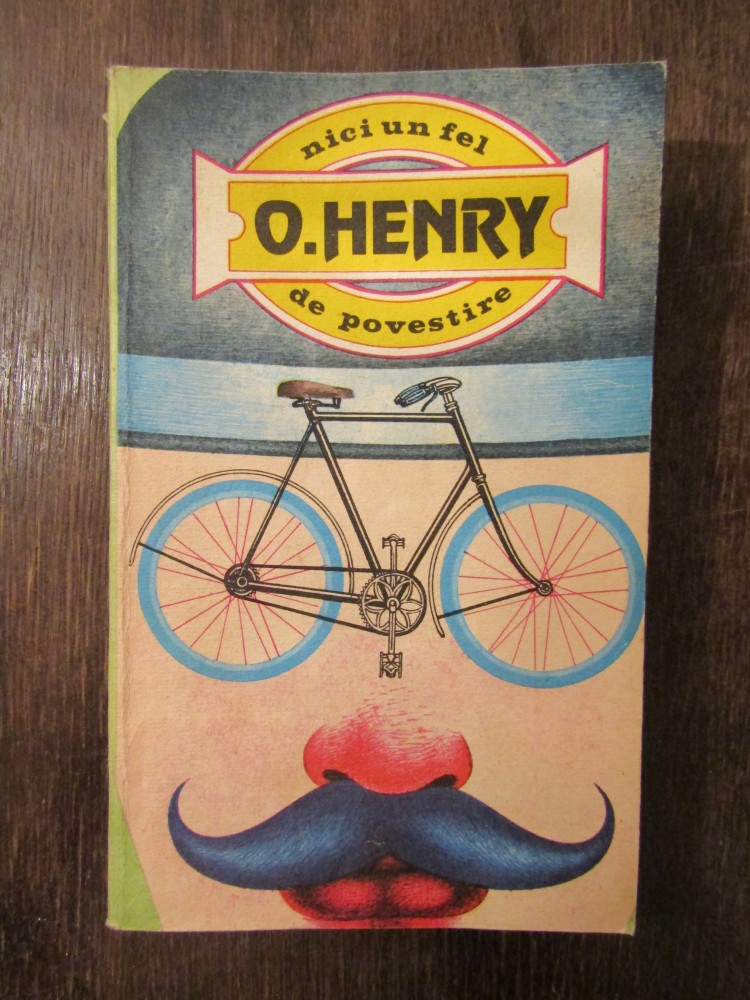 nici un fel
O.HENRY
de povestire